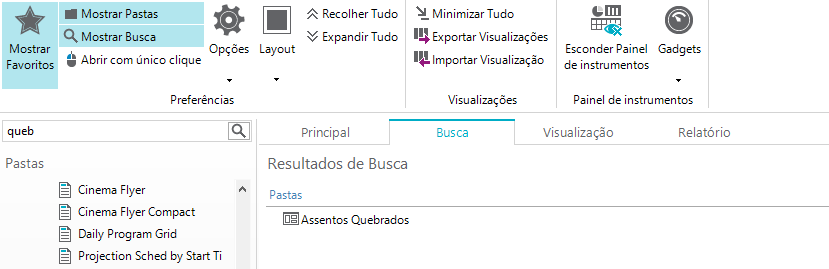 Mostrar
Favoritos
Mostrar Pastas
Mostrar Busca
Abrir com único clique
Opções
Layout
Recolher Tudo
Expandir Tudo
Preferências
Minimizar Tudo
Exportar Visualizações
Importar Visualização
Visualizações
Esconder Painel
de instrumentos
Gadgets
Painel de instrumentos
queb
Pastas
Cinema Flyer
Cinema Flyer Compact
Daily Program Grid
Projection Sched by Start Ti
Principal
Busca
Visualização
Relatório
Resultados de Busca
Pastas
Assentos Quebrados